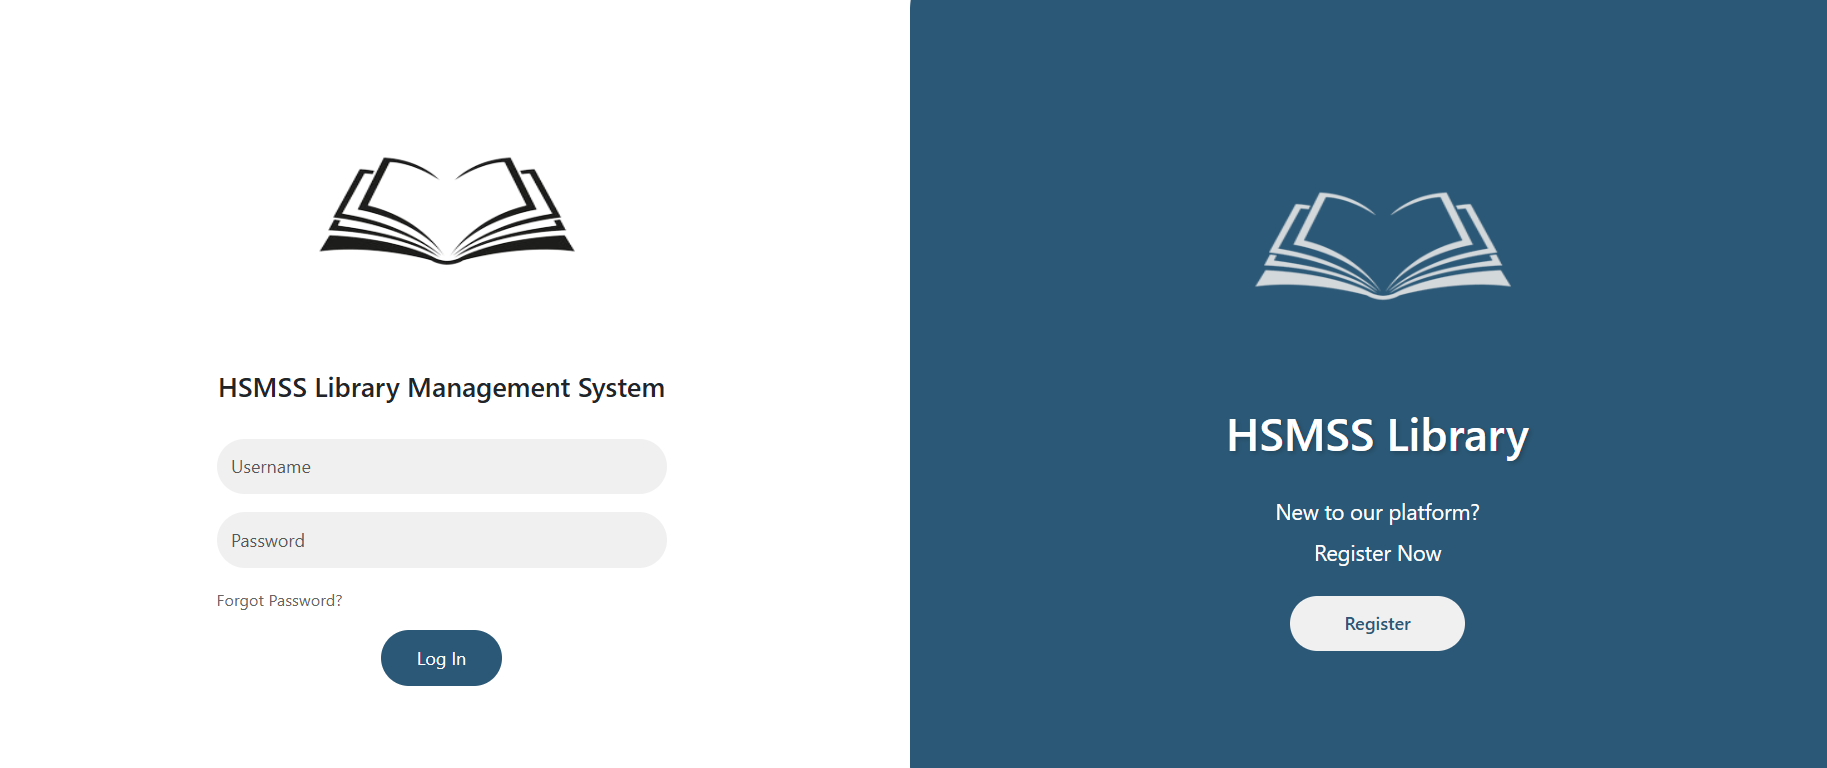 HSMSS Library Management System
Username
Password
Forgot Password?
Log In
HSMSS Library
New to our platform?
Register Now
Register